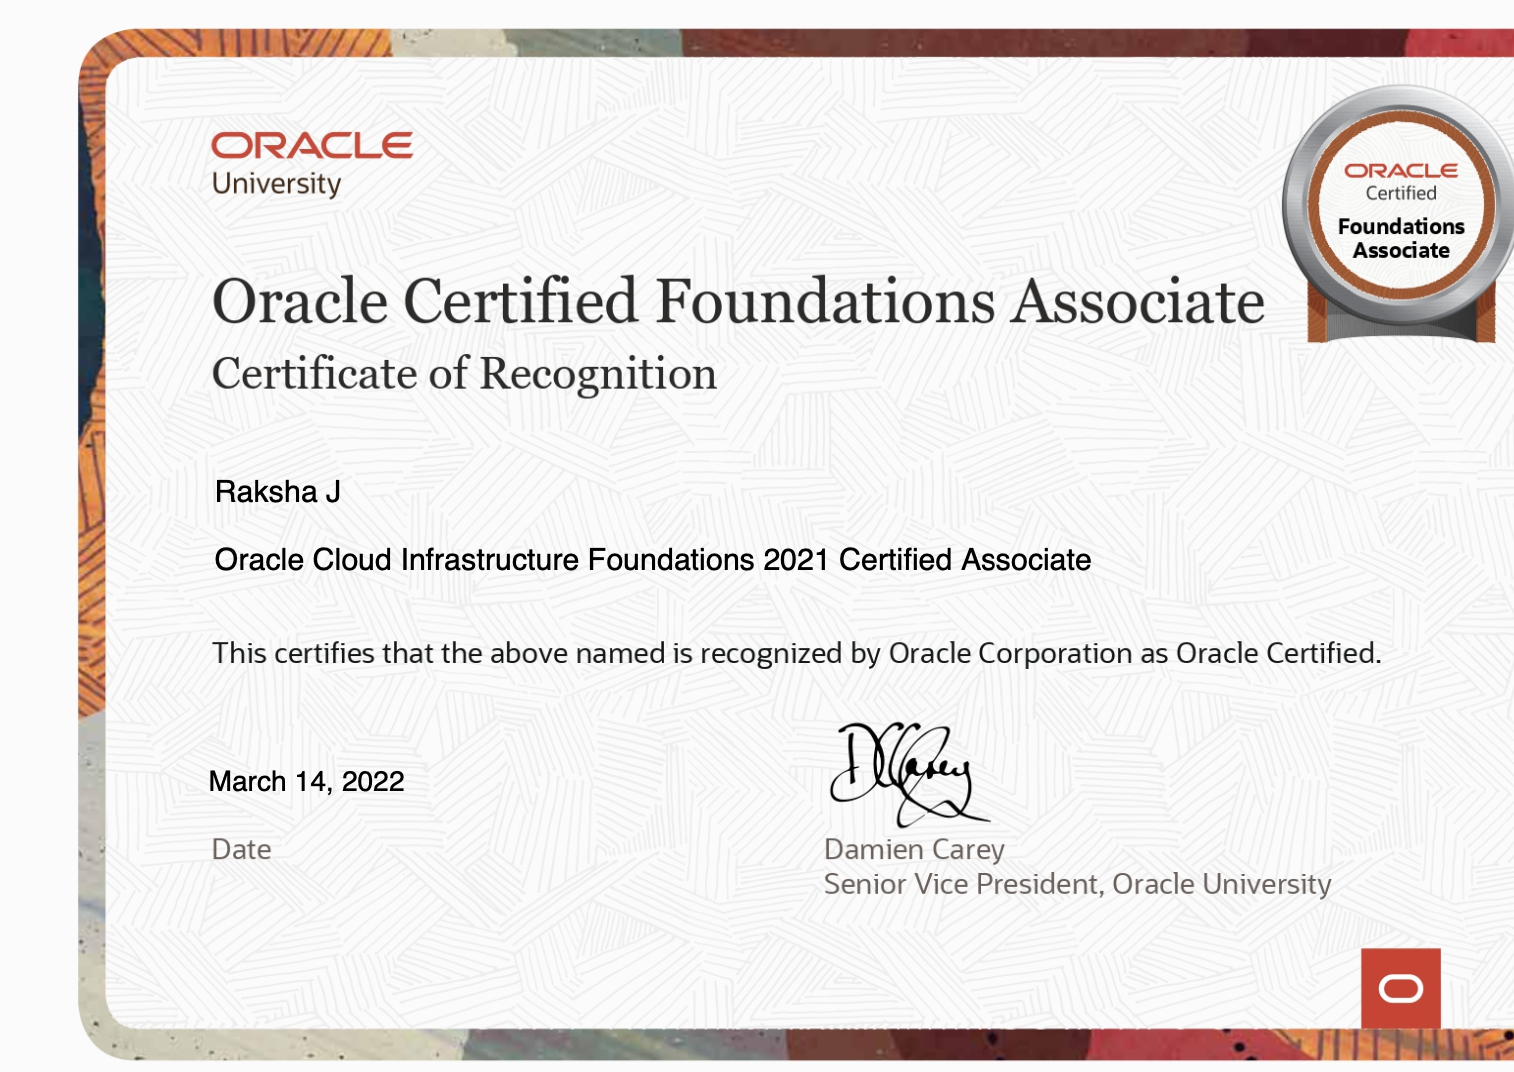 ORACLE
University
ORACLE
Certified
Foundations
Associate
Oracle Certified Foundations Associate
Certificate of Recognition
Raksha J
Oracle Cloud Infrastructure Foundations 2021 Certified Associate
This certifies that the above named is recognized by Oracle Corporation as Oracle Certified.
March 14, 2022
Date
DCarey
Damien Carey
Senior Vice President, Oracle University